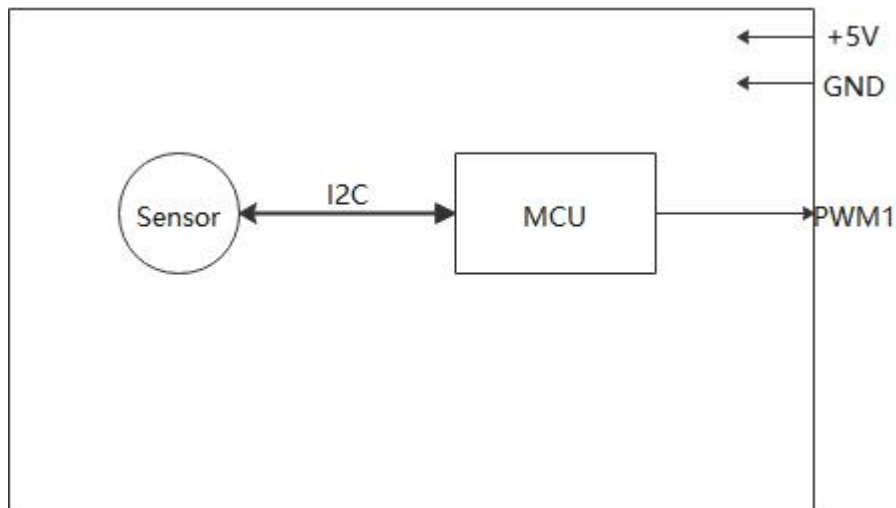 +5V
GND
I2C
Sensor
MCU
PWM1